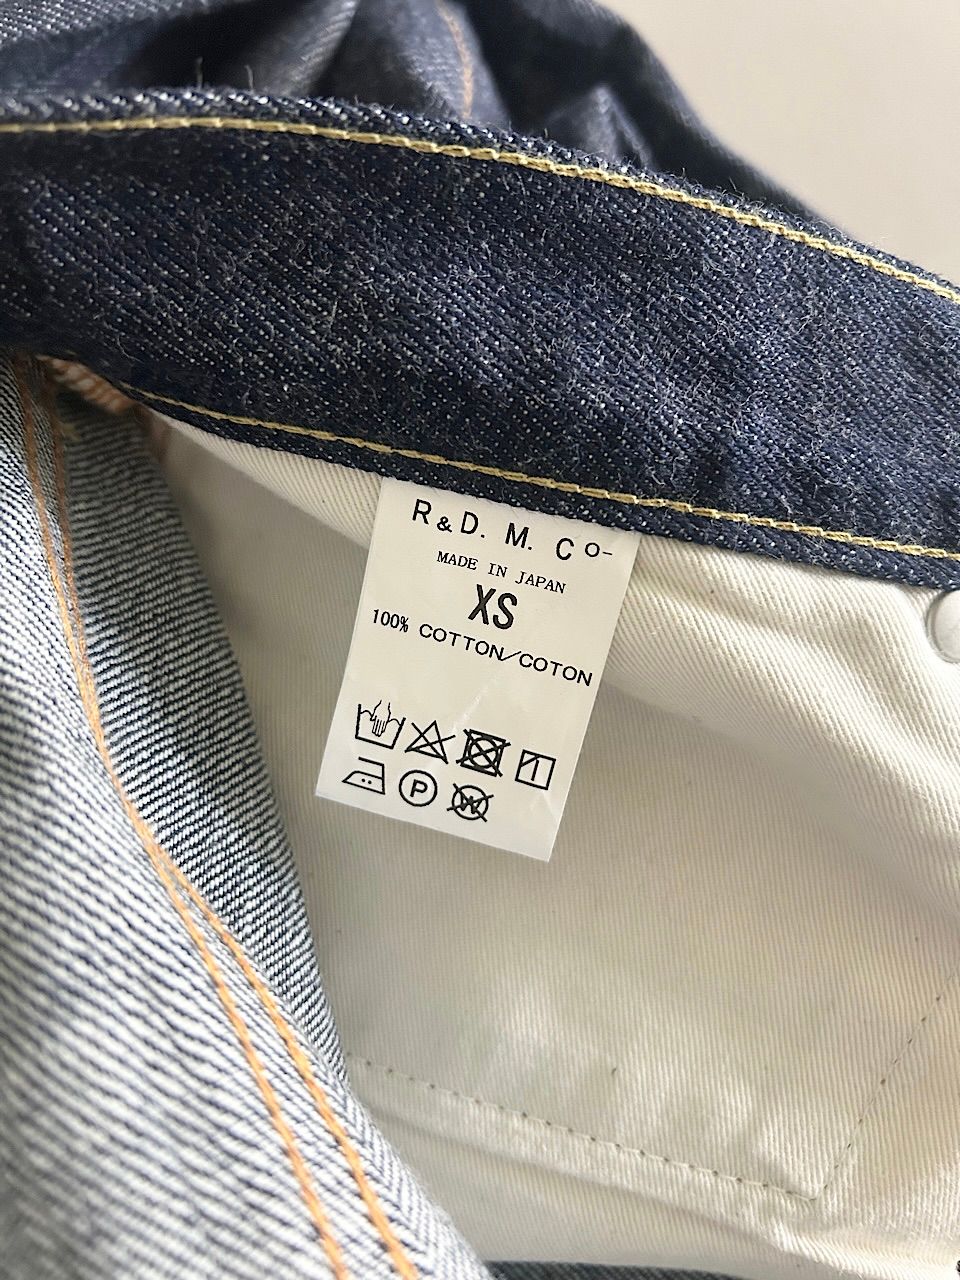 R&D. M. Co-
MADE IN JAPAN
XS
100% COTTON/COTON
P
W